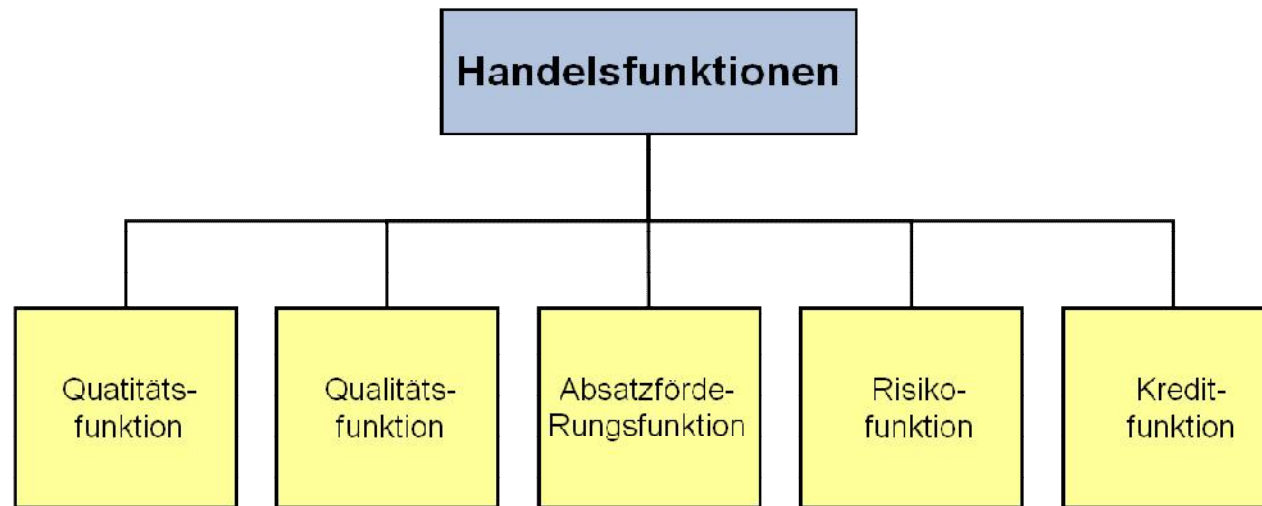 Handelsfunktionen
Quatitäts-
funktion
Qualitäts-
funktion
Absatzförde-
Rungsfunktion
Risiko-
funktion
Kredit-
funktion